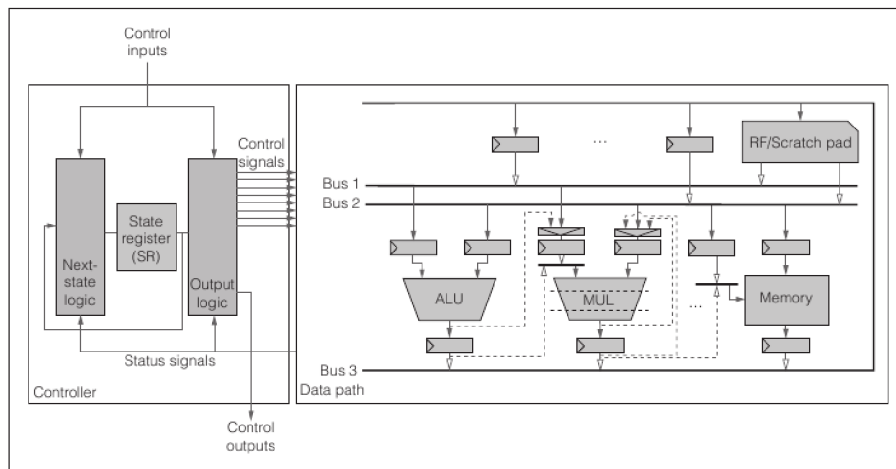 Control
inputs
Control
signals
RF/Scratch pad
...
Bus 1
Bus 2
State
register
(SR)
Next-
state
logic
Output
logic
ALU
MUL
...
Memory
Status signals
Bus 3
Controller
Data path
Control
outputs